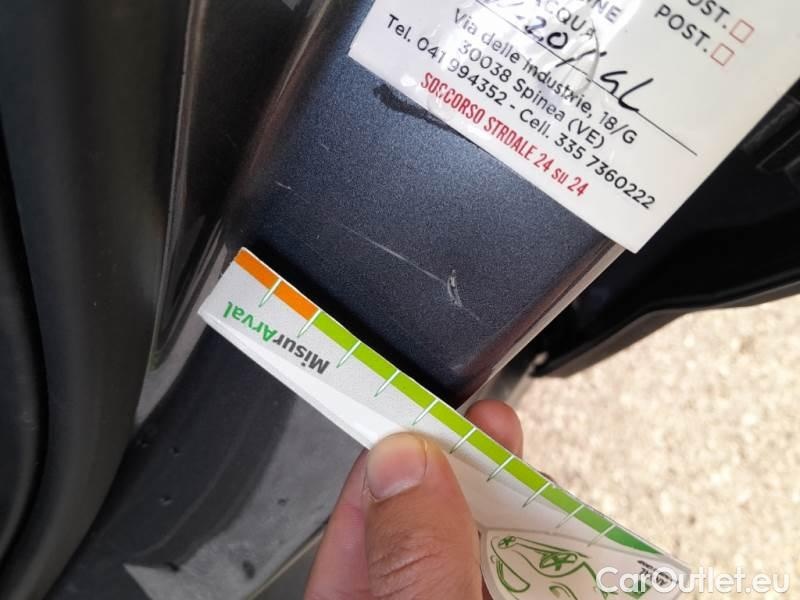 POST.
POST.
ACQUA
Via delle Industrie, 18/G
30038 Spinea (VE)
Tel. 041 994352 - Cell. 335 7360222
SOCCORSO STRDALE 24 su 24
MisurArval
CarOutlet.eu